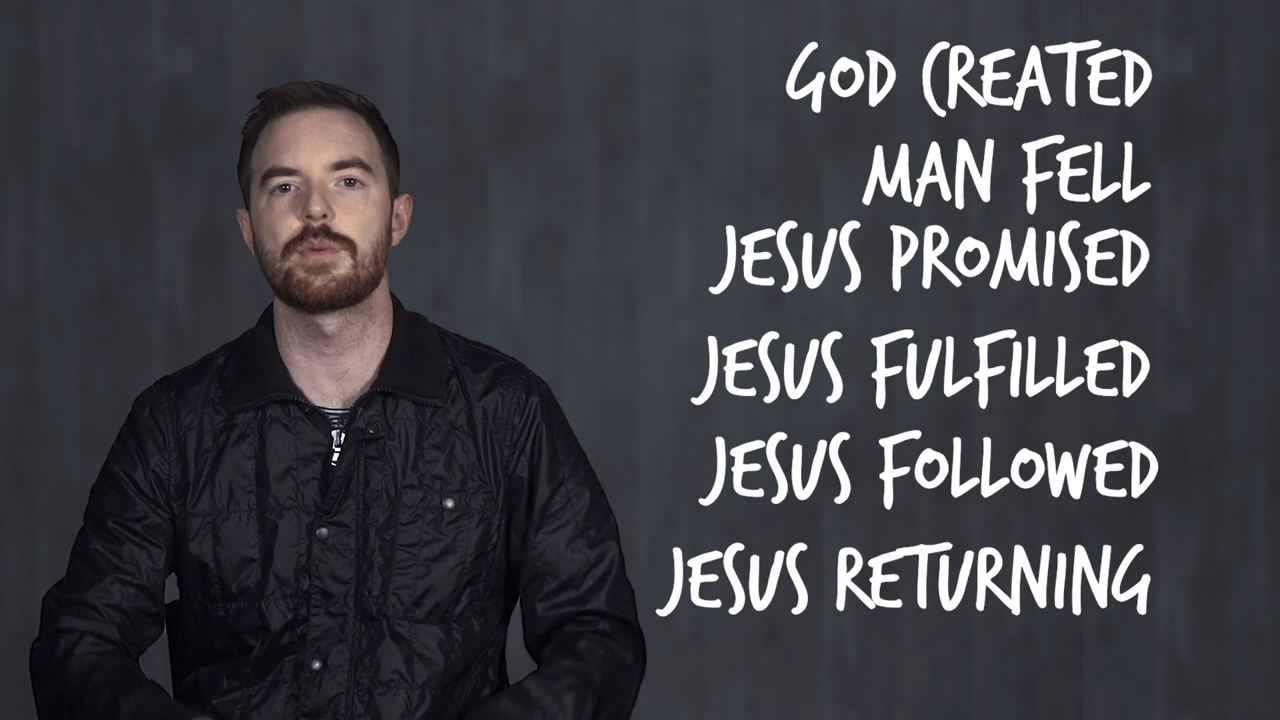 GOD CREATED
MAN FELL
JESUS PROMISED
JESUS FULFILLED
JESUS FOLLOWED
JESUS RETURNING